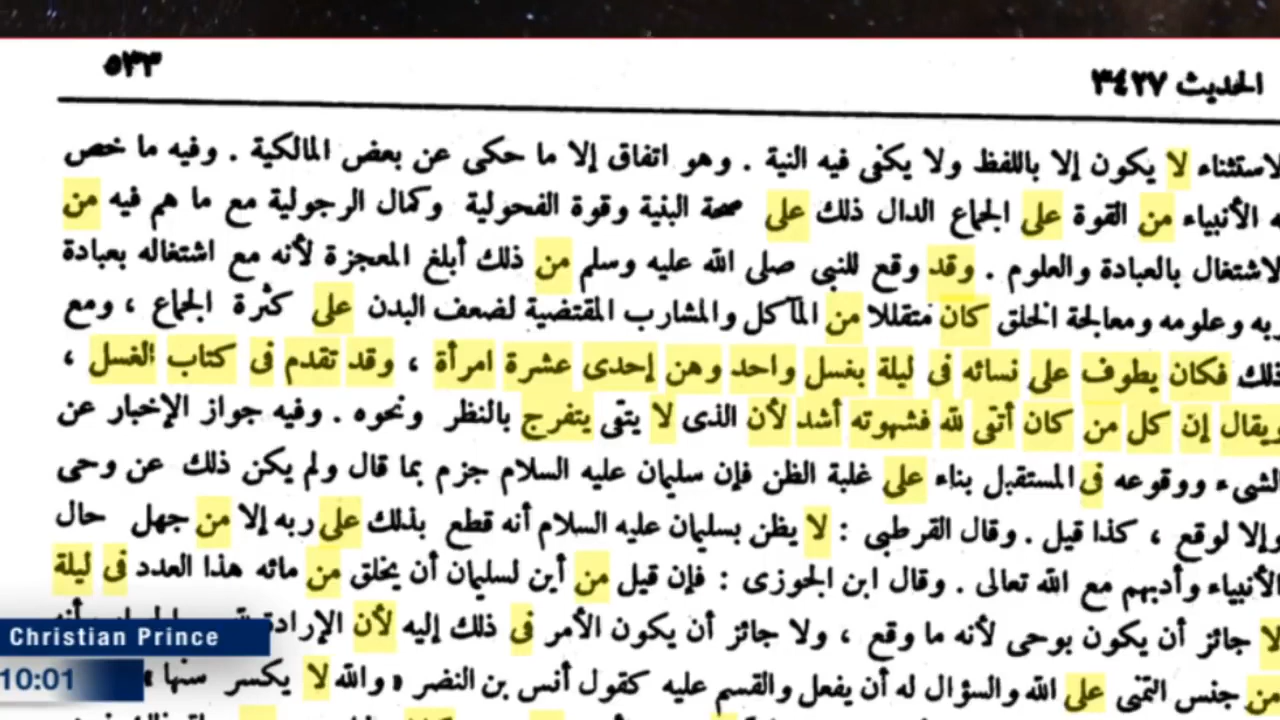 الحديث ٣٤٢٧
٥٣٣
لاستثناء لا يكون إلا باللفظ ولا يكفى فيه النية . وهو اتفاق إلا ما حكى عن بعض المالكية . وفيه ما خص
ه الأنبياء من القوة على الجماع الدال ذلك على صحة البنية وقوة الفحولية وكمال الرجولية مع ما هم فيه من
لاشتغال بالعبادة والعلوم . وقد وقع للنبى صلى الله عليه وسلم من ذلك أبلغ المعجزة لأنه مع اشتغاله بعبادة
ربه وعلومه ومعالجة الخلق كان متقللا من المآكل والمشارب المقتضية لضعف البدن على كثرة الجماع ، ومع
ذلك فكان يطوف على نسائه فى ليلة بغسل واحد وهن إحدى عشرة امرأة ، وقد تقدم فى كتاب الغسل ،
ويقال إن كل من كان أتقى لله فشهوته أشد لأن الذى لا يتقى يتفرج بالنظر ونحوه . وفيه جواز الإخبار عن
الشىء ووقوعه فى المستقبل بناء على غلبة الظن فإن سليمان عليه السلام جزم بما قال ولم يكن ذلك عن وحى
وإلا لوقع ، كذا قيل . وقال القرطبى : لا يظن بسليمان عليه السلام أنه قطع بذلك على ربه إلا من جهل حال
الأنبياء وأدبهم مع الله تعالى . وقال ابن الجوزى : فإن قيل من أين لسليمان أن يخلق من مائه هذا العدد فى ليلة
لا جائز أن يكون بوحى لأنه ما وقع ، ولا جائز أن يكون الأمر فى ذلك إليه لأن الإرادة
من جنس التمنى على الله والسؤال له أن يفعل والقسم عليه كقول أنس بن النضر « والله لا يكسر سنها »
Christian Prince
10:01